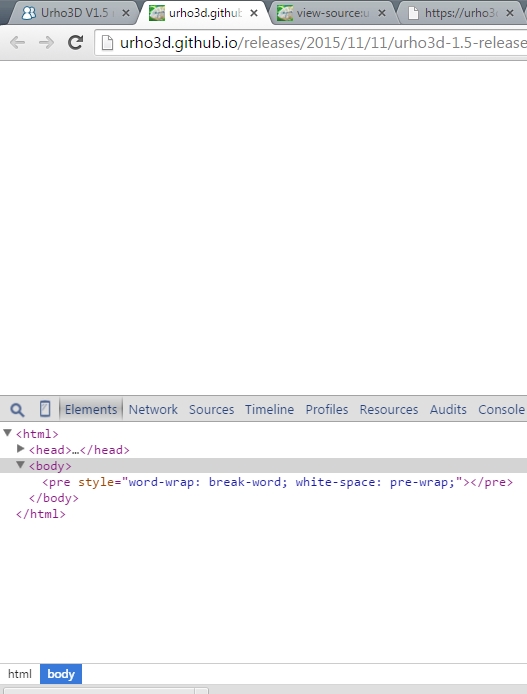 Urho3D V1.5
urho3d.github
view-source:u
https://urho3
urho3d.github.io/releases/2015/11/11/urho3d-1.5-release
Elements Network Sources Timeline Profiles Resources Audits Console
<html>
<head>…</head>
<body>
<pre style="word-wrap: break-word; white-space: pre-wrap;"></pre>
</body>
</html>
html body